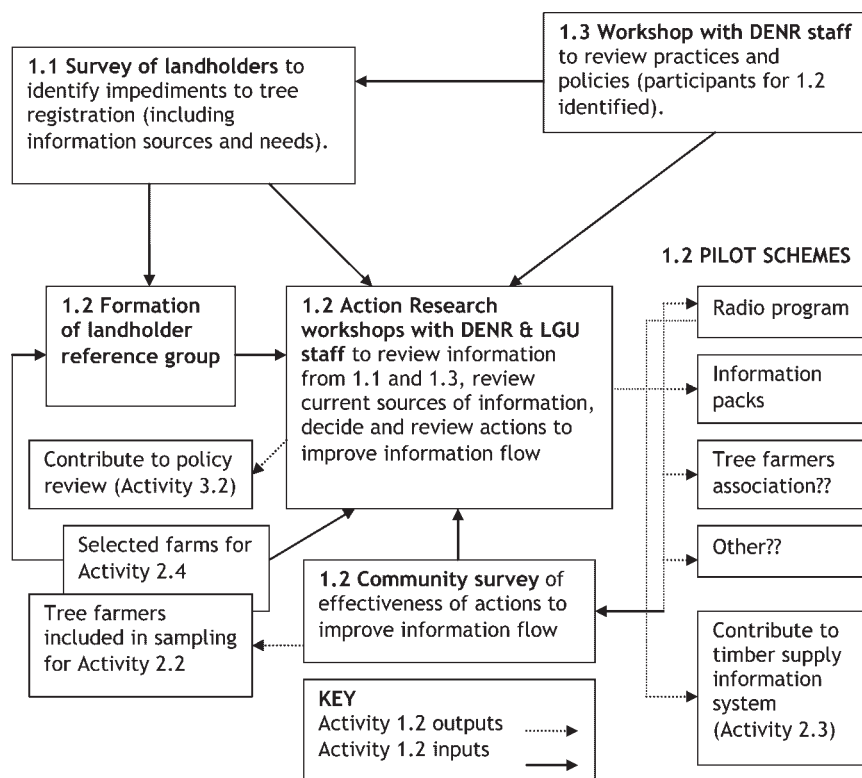 1.3 Workshop with DENR staff
to review practices and
policies (participants for 1.2
identified).
1.1 Survey of landholders to
identify impediments to tree
registration (including
information sources and needs).
1.2 PILOT SCHEMES
1.2 Formation
of landholder
reference group
1.2 Action Research
workshops with DENR & LGU
staff to review information
from 1.1 and 1.3, review
current sources of information,
decide and review actions to
improve information flow
Radio program
Information
packs
Tree farmers
association??
Other??
Contribute to
timber supply
information
system
(Activity 2.3)
Contribute to policy
review (Activity 3.2)
Selected farms for
Activity 2.4
Tree farmers
included in sampling
for Activity 2.2
1.2 Community survey of
effectiveness of actions to
improve information flow
KEY
Activity 1.2 outputs
Activity 1.2 inputs